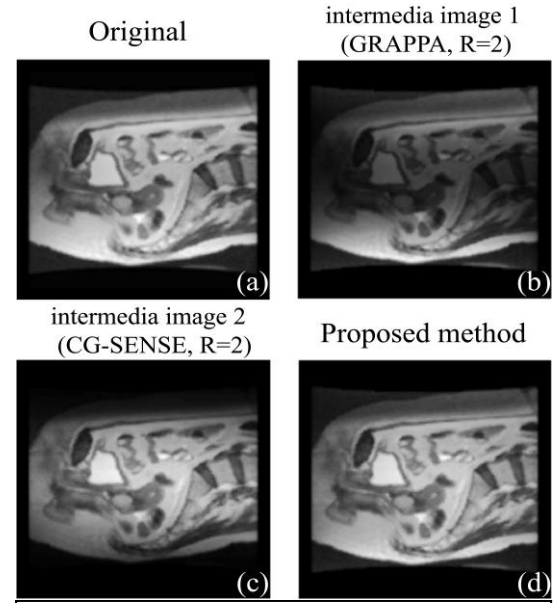 Original
intermedia image 1
(GRAPPA, R=2)
(a)
(b)
intermedia image 2
(CG-SENSE, R=2)
Proposed method
(c)
(d)